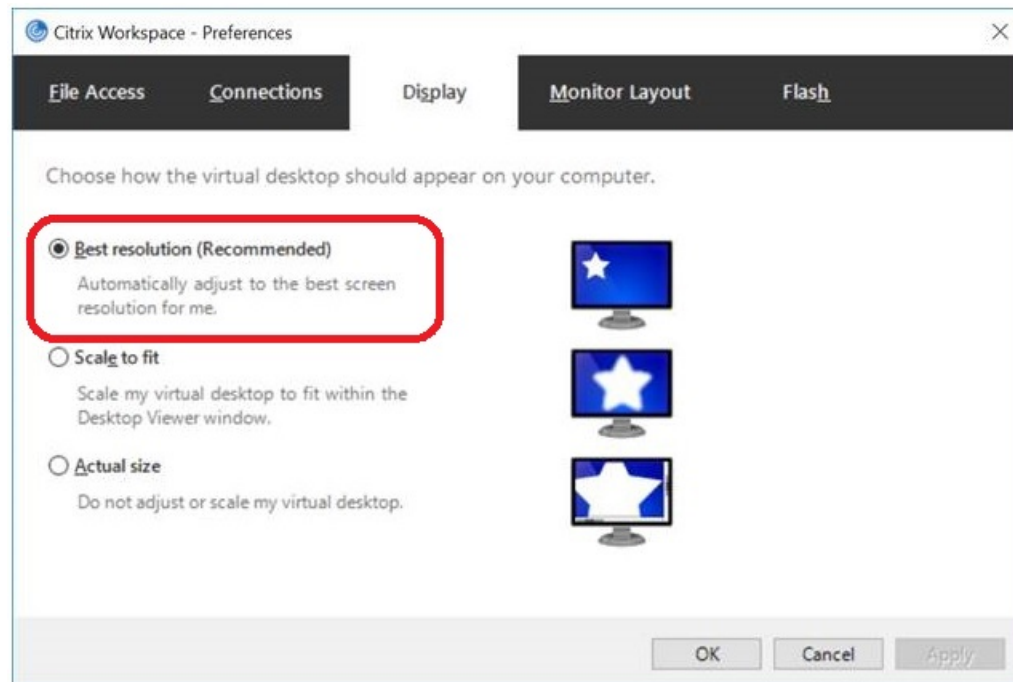 Citrix Workspace - Preferences
File Access Connections Display Monitor Layout Flash
Choose how the virtual desktop should appear on your computer.
Best resolution (Recommended)
Automatically adjust to the best screen
resolution for me.
Scale to fit
Scale my virtual desktop to fit within the
Desktop Viewer window.
Actual size
Do not adjust or scale my virtual desktop.
OK Cancel Apply